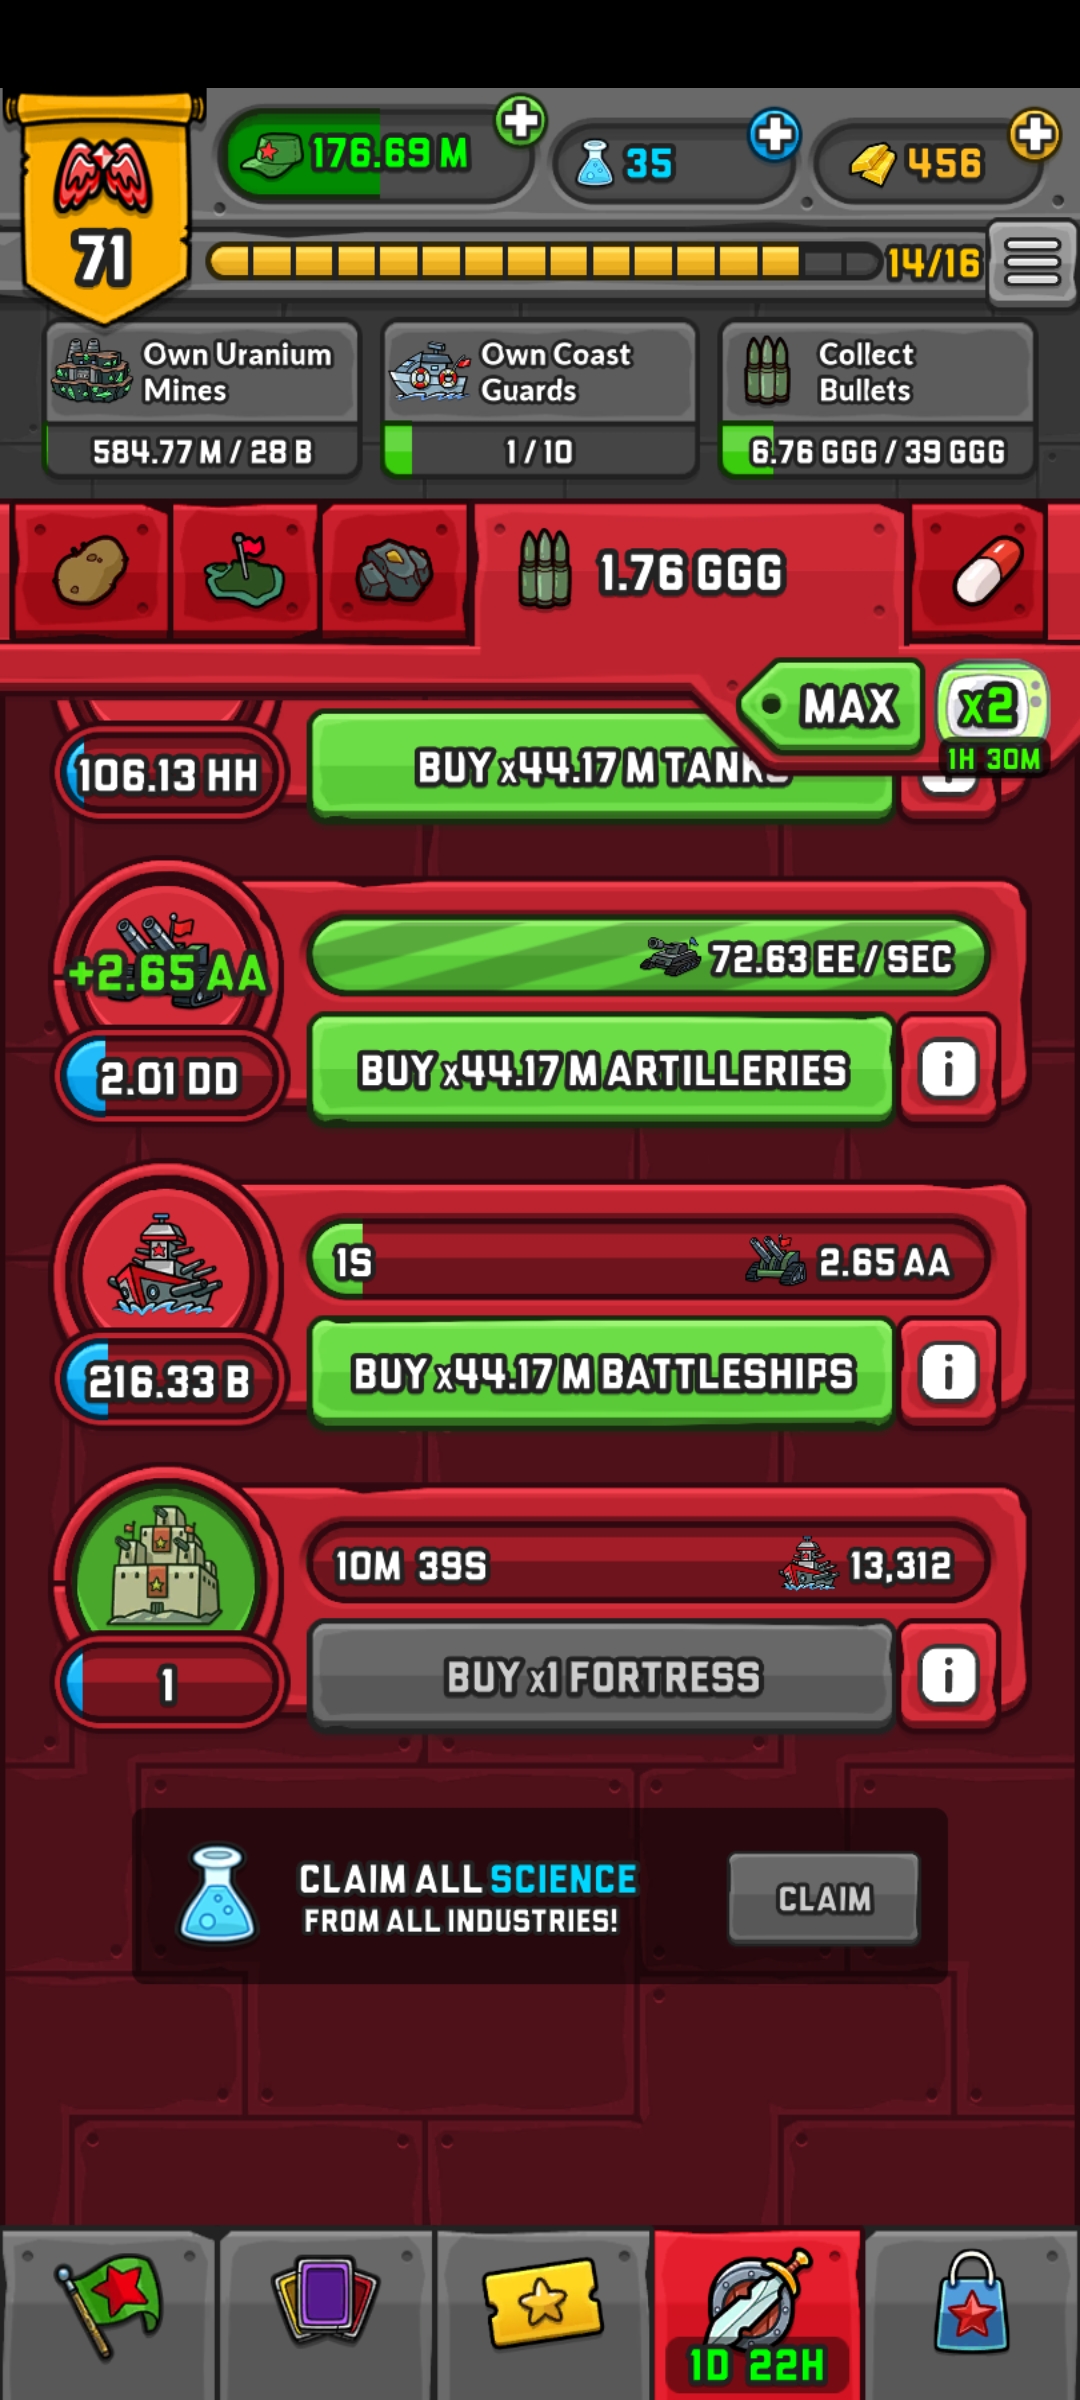 176.69 M
35
456
71
14/16
Own Uranium
Mines
584.77 M / 28 B
Own Coast
Guards
1 / 10
Collect
Bullets
6.76 GGG / 39 GGG
1.76 GGG
MAX
x2
1H 30M
106.13 HH
BUY x44.17 M TANKS
+2.65 AA
72.63 EE / SEC
2.01 DD
BUY x44.17 M ARTILLERIES
i
1S
2.65 AA
216.33 B
BUY x44.17 M BATTLESHIPS
i
10M 39S
13,312
1
BUY x1 FORTRESS
i
CLAIM ALL SCIENCE
FROM ALL INDUSTRIES!
CLAIM
1D 22H